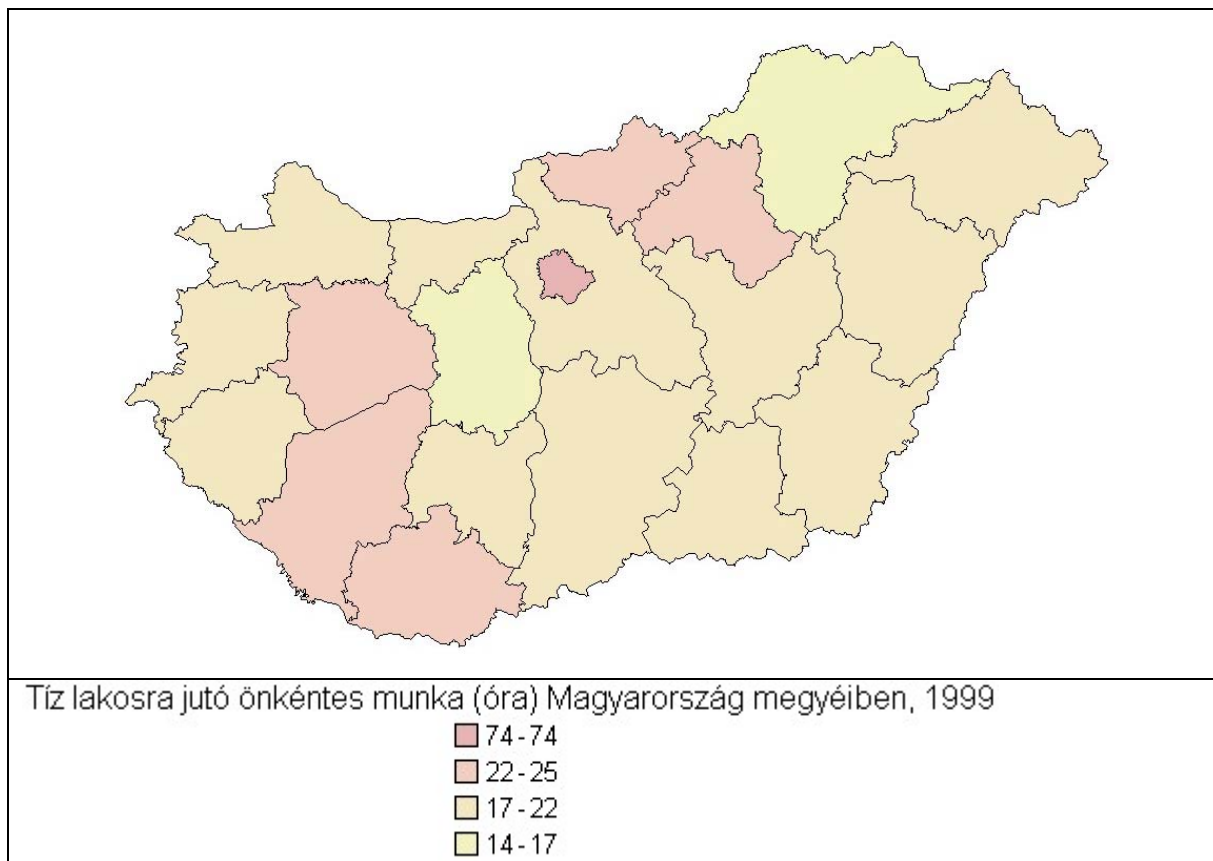 Tíz lakosra jutó önkéntes munka (óra) Magyarország megyéiben, 1999
74 - 74
22 - 25
17 - 22
14 - 17